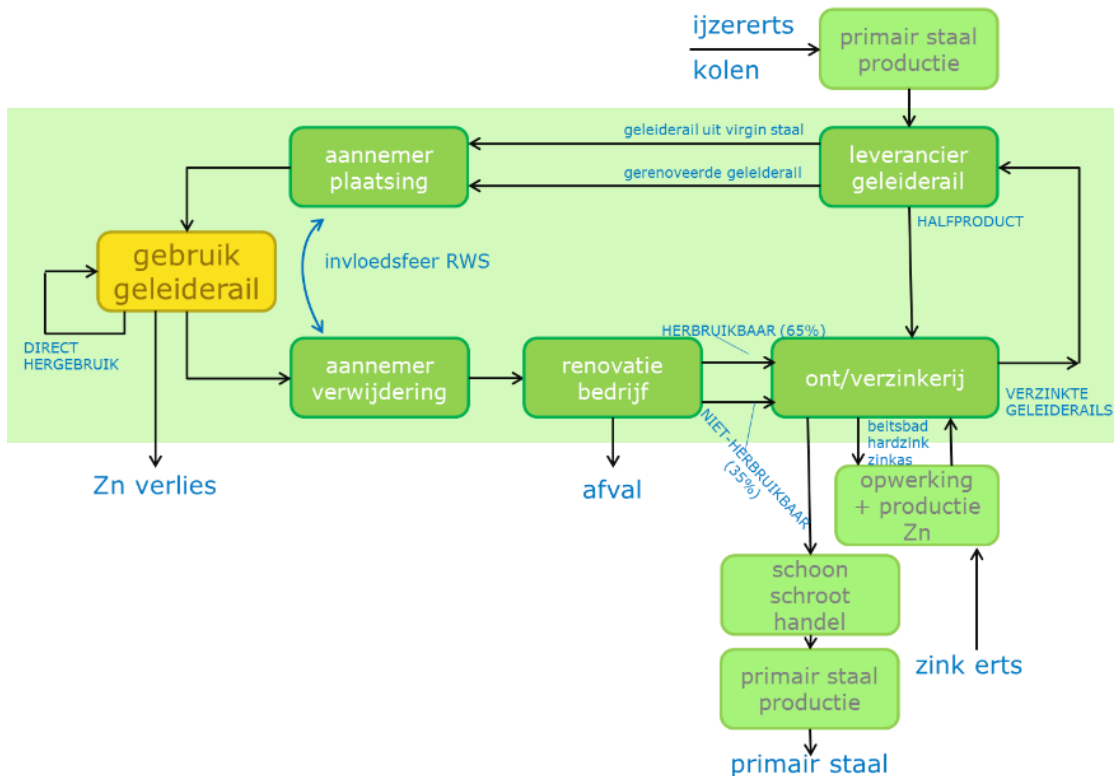 ijzererts
kolen
primair staal
productie
geleiderail uit virgin staal
gerenoveerde geleiderail
aannemer
plaatsing
leverancier
geleiderail
HALFPRODUCT
gebruik
geleiderail
invloedsfeer RWS
DIRECT
HERGEBRUIK
HERBRUIKBAAR (65%)
aannemer
verwijdering
renovatie
bedrijf
ont/verzinkerij
VERZINKTE
GELEIDERAILS
NIET-HERBRUIKBAAR
(35%)
beitsbad
hardzink
zinkas
Zn verlies
afval
opwerking
+ productie
Zn
schoon
schroot
handel
zink erts
primair staal
productie
primair staal